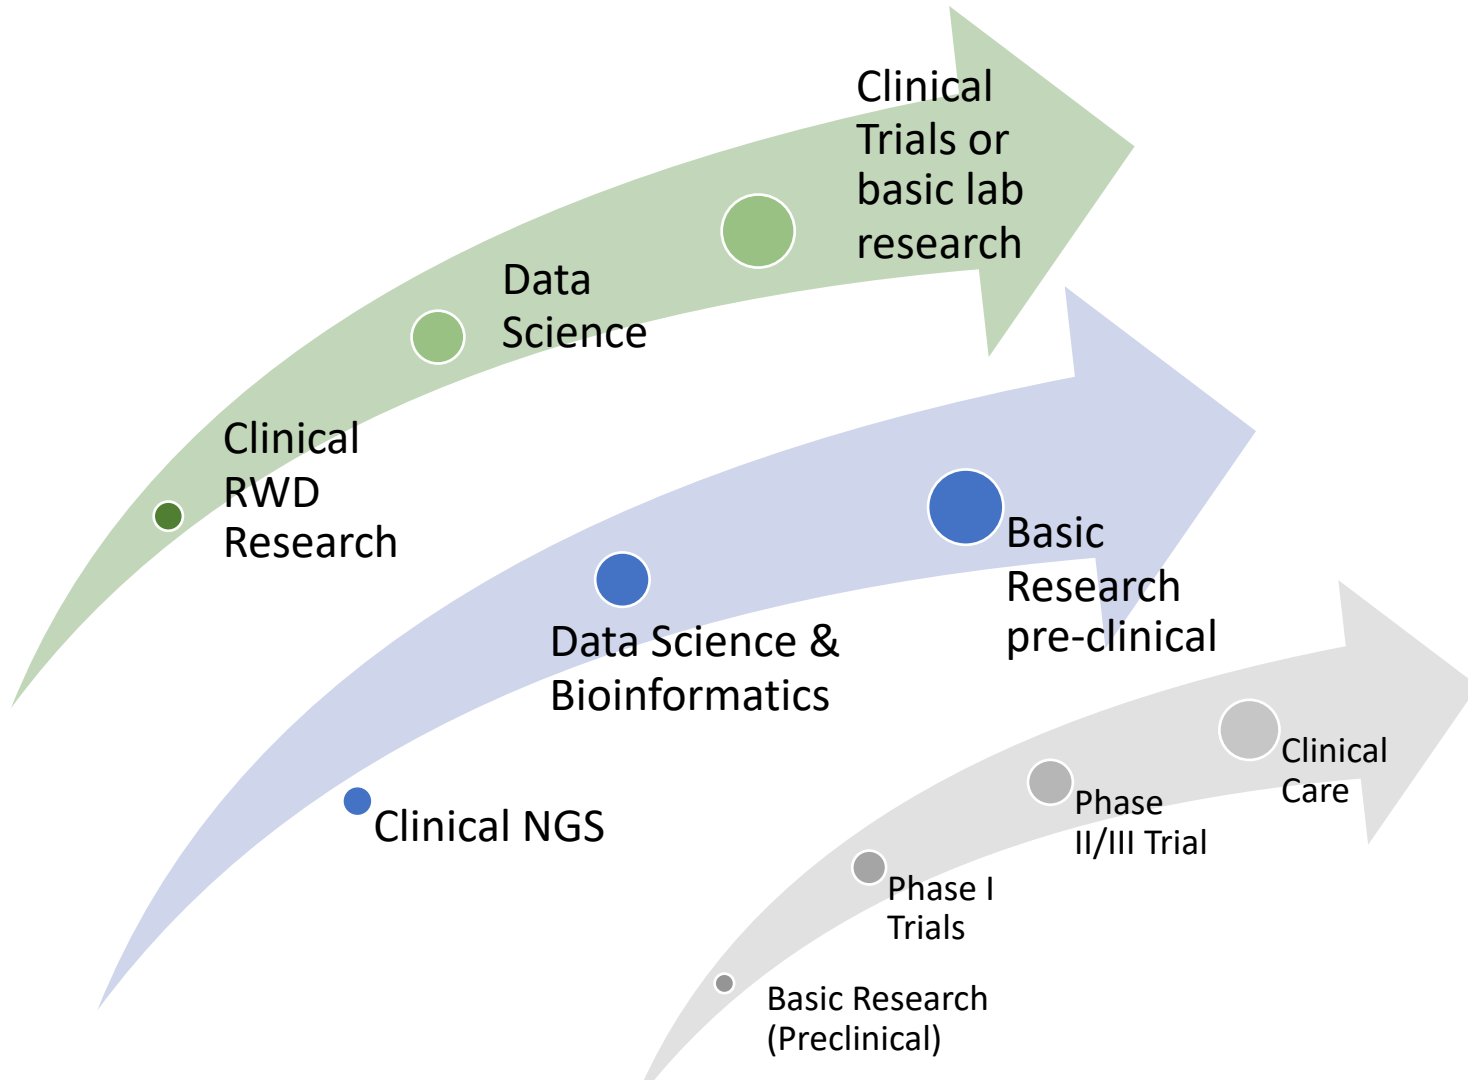 Clinical
Trials or
basic lab
research
Data
Science
Clinical
RWD
Research
Basic
Research
pre-clinical
Data Science &
Bioinformatics
Clinical NGS
Clinical
Care
Phase
II/III Trial
Phase I
Trials
Basic Research
(Preclinical)